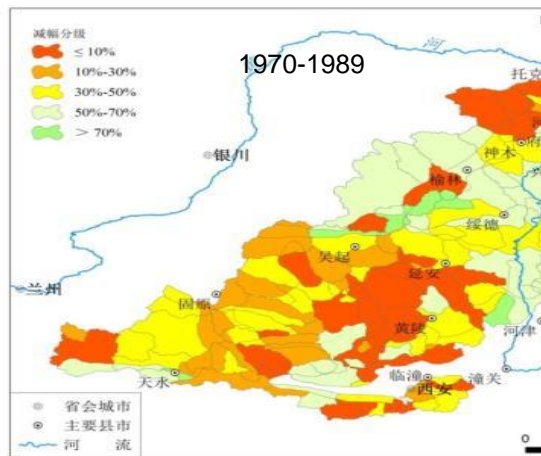 减幅分级
≤ 10%
10%-30%
30%-50%
50%-70%
> 70%
1970-1989
河
托克
府
神木
银川
榆林
绥德
吴起
延安
兰州
固原
黄陵
河津
天水
临潼
潼关
西安
省会城市
主要县市
河 流
0